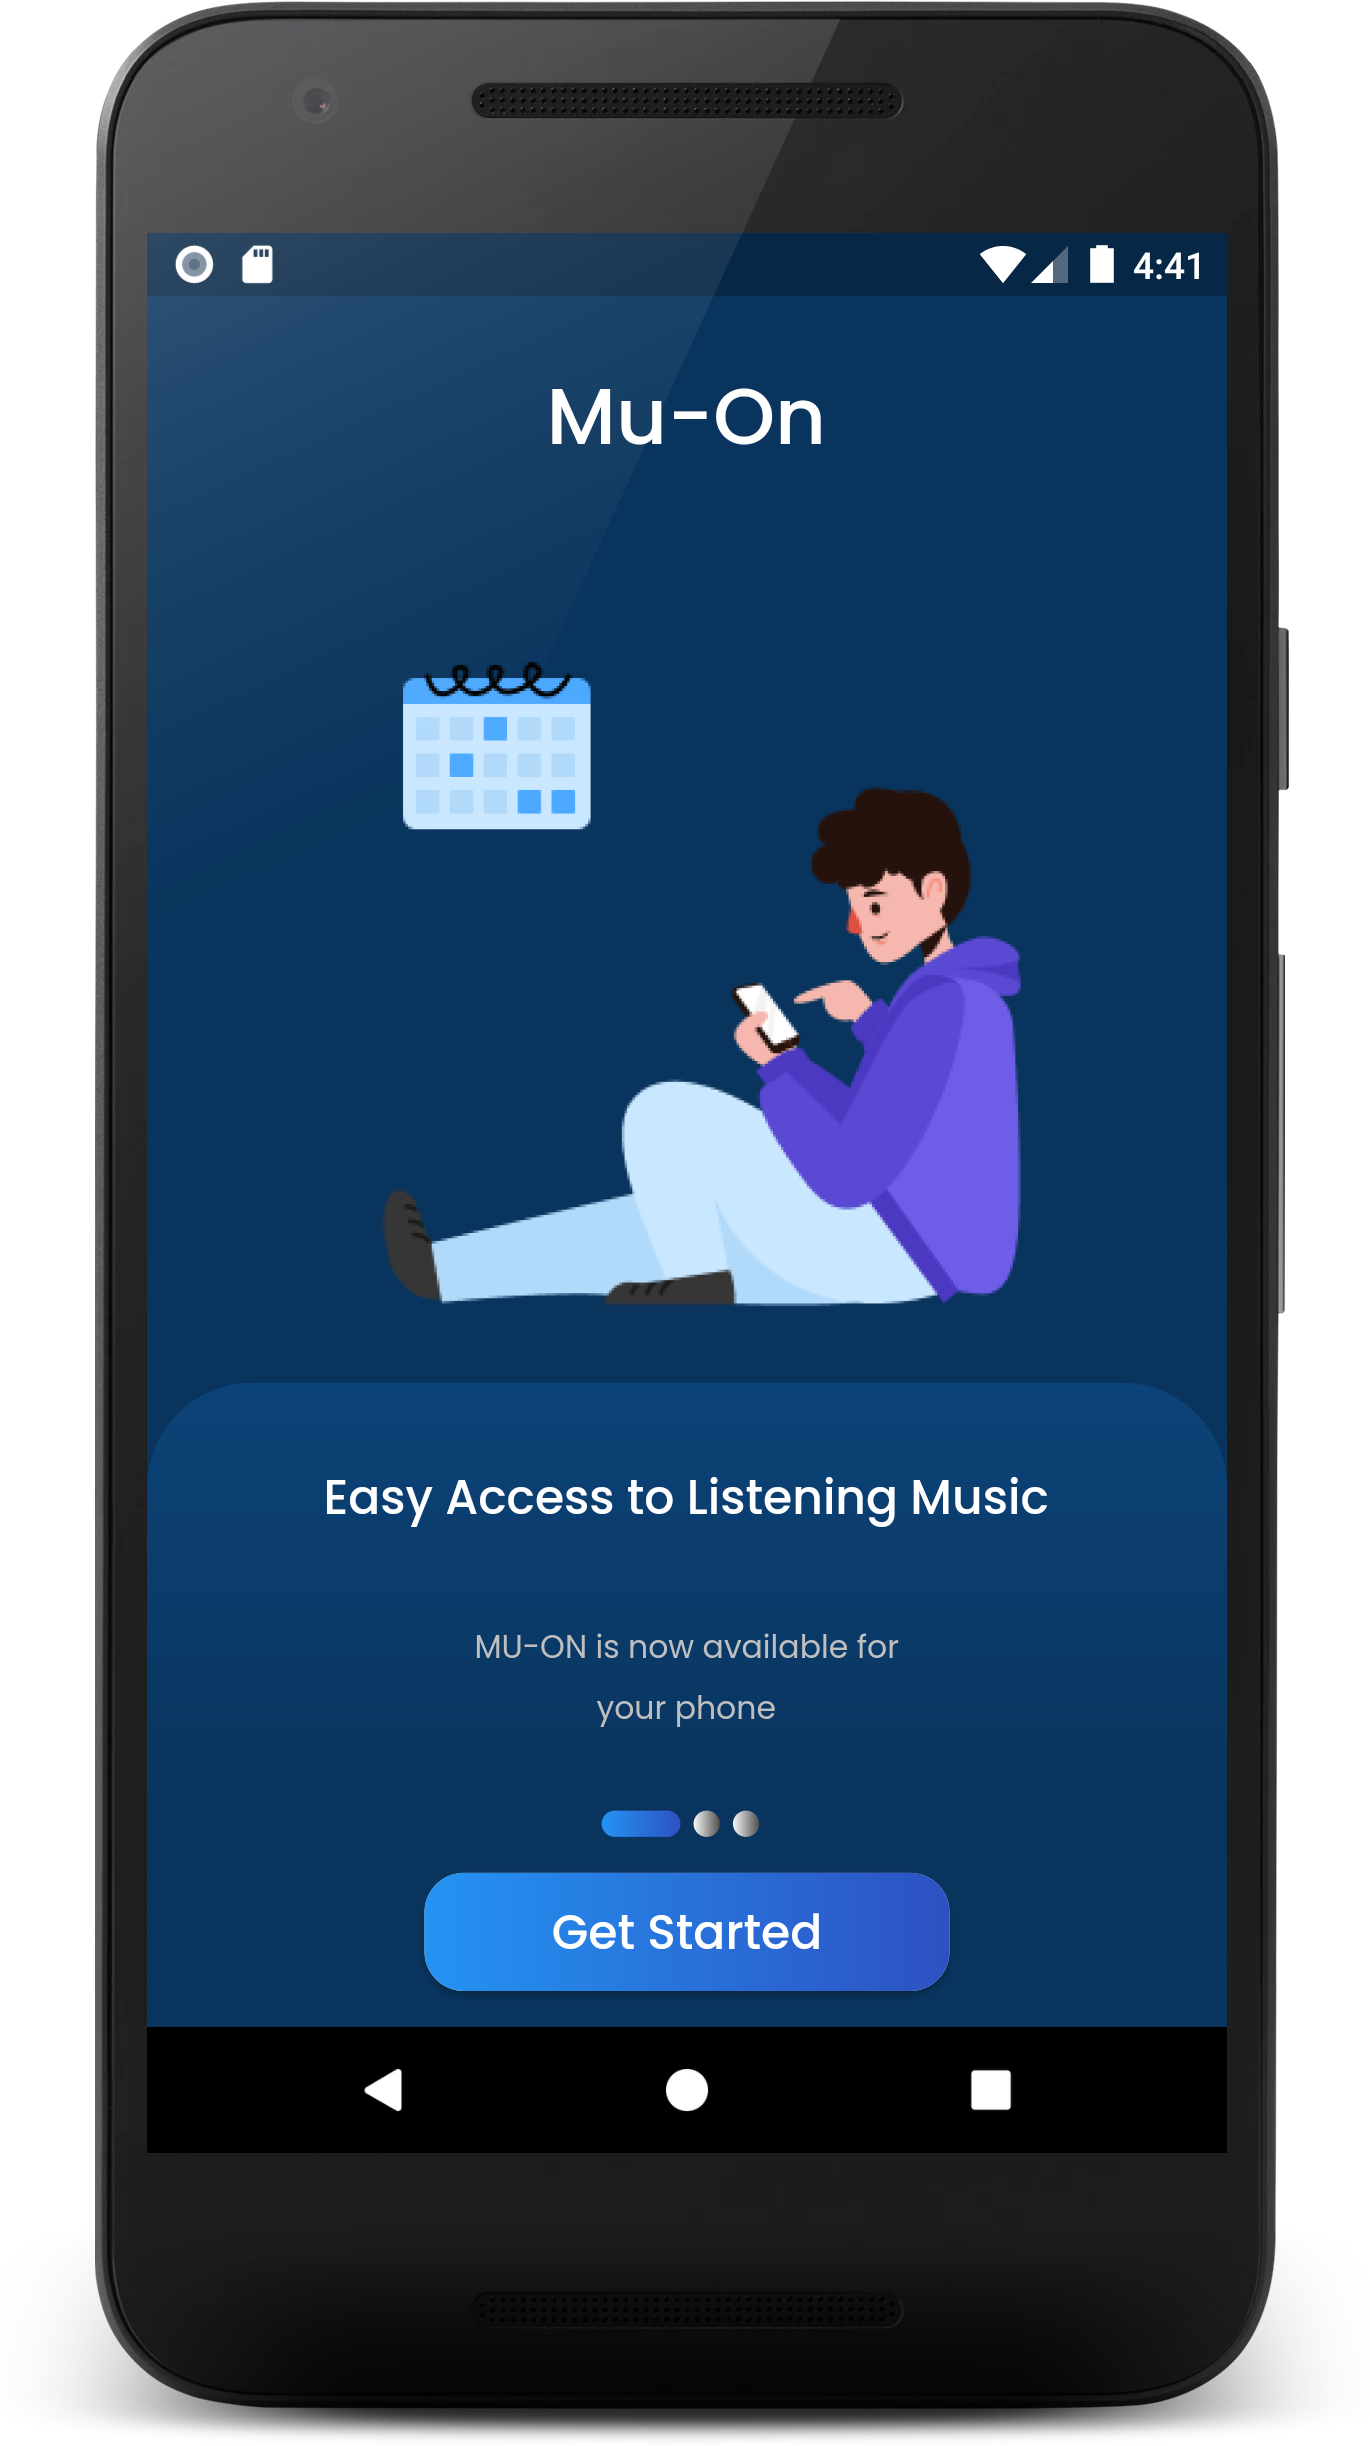 4:41
Mu-On
Easy Access to Listening Music
MU-ON is now available for
your phone
Get Started